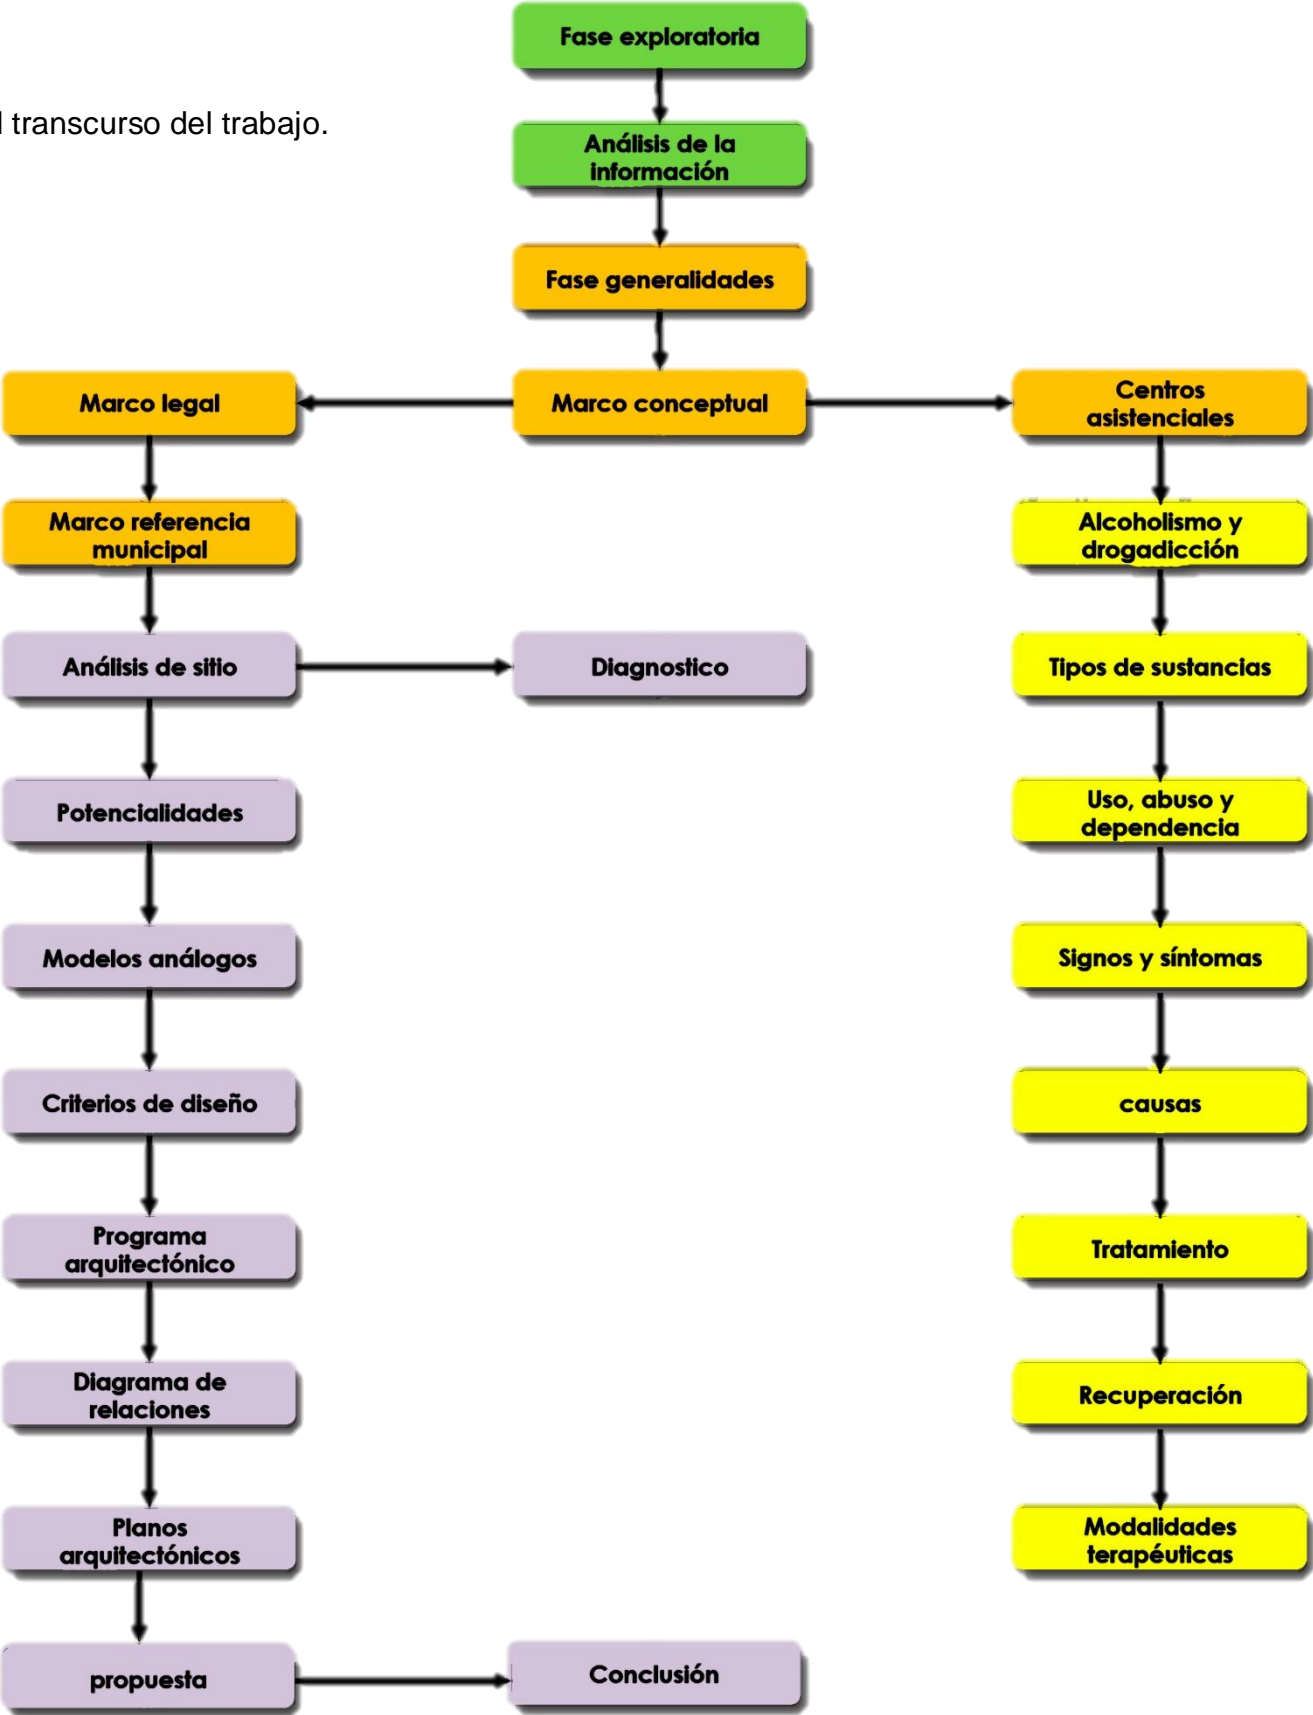 Fase exploratoria
l transcurso del trabajo.
Análisis de la
información
Fase generalidades
Marco legal
Marco conceptual
Centros
asistenciales
Marco referencia
municipal
Alcoholismo y
drogadicción
Análisis de sitio
Diagnostico
Tipos de sustancias
Potencialidades
Uso, abuso y
dependencia
Modelos análogos
Signos y síntomas
Criterios de diseño
causas
Programa
arquitectónico
Tratamiento
Diagrama de
relaciones
Recuperación
Planos
arquitectónicos
Modalidades
terapéuticas
propuesta
Conclusión